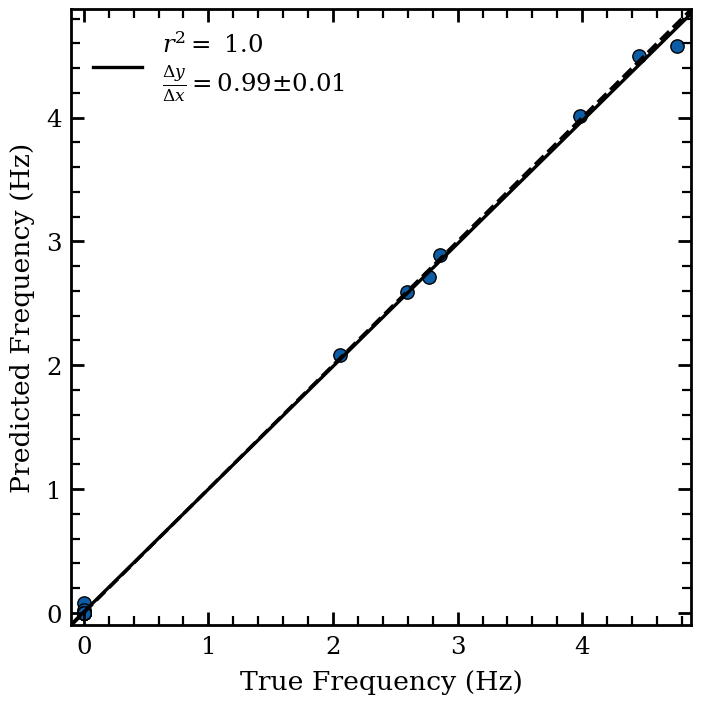 r² = 1.0
Δy/Δx = 0.99±0.01
Predicted Frequency (Hz)
4
3
2
1
0
0 1 2 3 4
True Frequency (Hz)